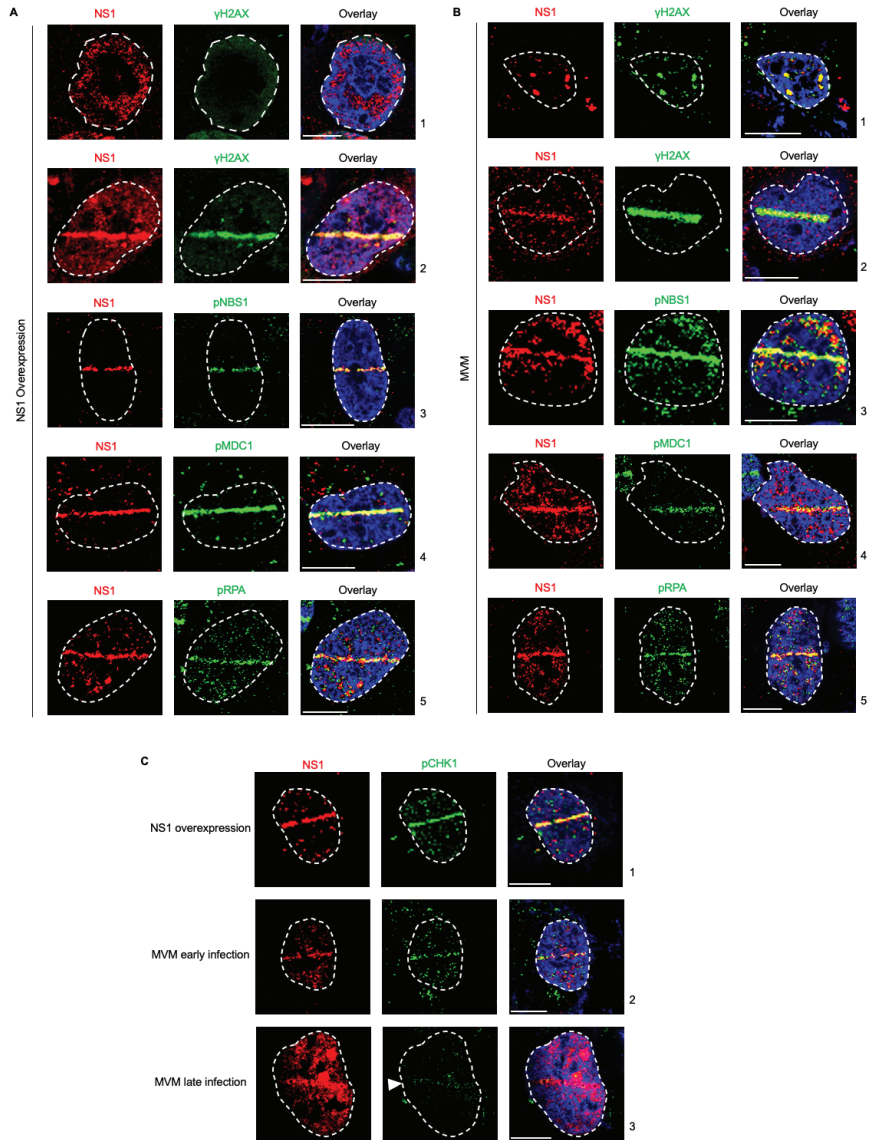 A
NS1 γH2AX Overlay
1
NS1 γH2AX Overlay
2
NS1 pNBS1 Overlay
3
NS1 pMDC1 Overlay
4
NS1 pRPA Overlay
5
NS1 Overexpression
B
NS1 γH2AX Overlay
1
NS1 γH2AX Overlay
2
NS1 pNBS1 Overlay
3
NS1 pMDC1 Overlay
4
NS1 pRPA Overlay
5
MVM
C
NS1 pCHK1 Overlay
NS1 overexpression
1
MVM early infection
2
MVM late infection
3